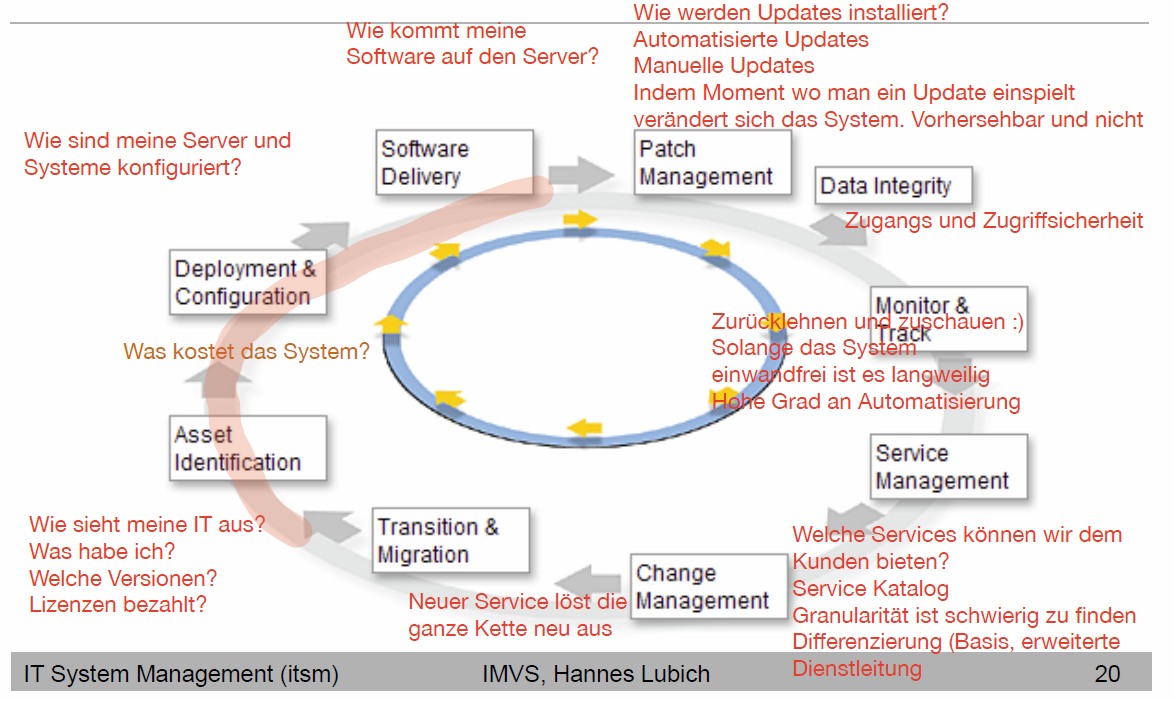 Wie kommt meine
Software auf den Server?
Wie werden Updates installiert?
Automatisierte Updates
Manuelle Updates
Indem Moment wo man ein Update einspielt
verändert sich das System. Vorhersehbar und nicht
Wie sind meine Server und
Systeme konfiguriert?
Software
Delivery
Patch
Management
Data Integrity
Zugangs und Zugriffsicherheit
Deployment &
Configuration
Monitor &
Track
Zurücklehnen und zuschauen :)
Solange das System
einwandfrei ist es langweilig
Hohe Grad an Automatisierung
Was kostet das System?
Asset
Identification
Service
Management
Wie sieht meine IT aus?
Was habe ich?
Welche Versionen?
Lizenzen bezahlt?
Transition &
Migration
Neuer Service löst die
ganze Kette neu aus
Change
Management
Welche Services können wir dem
Kunden bieten?
Service Katalog
Granularität ist schwierig zu finden
Differenzierung (Basis, erweiterte
Dienstleitung
IT System Management (itsm)
IMVS, Hannes Lubich
20